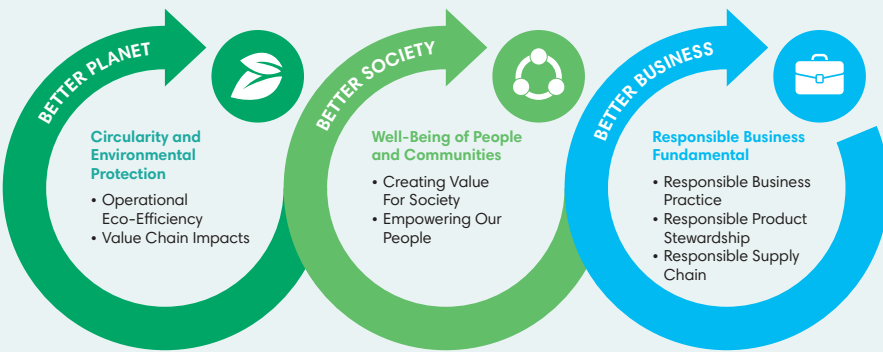 BETTER PLANET
Circularity and
Environmental
Protection
• Operational
Eco-Efficiency
• Value Chain Impacts
BETTER SOCIETY
Well-Being of People
and Communities
• Creating Value
For Society
• Empowering Our
People
BETTER BUSINESS
Responsible Business
Fundamental
• Responsible Business
Practice
• Responsible Product
Stewardship
• Responsible Supply
Chain